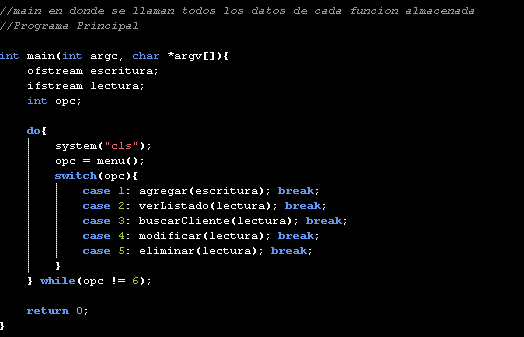 //main en donde se llaman todos los datos de cada funcion almacenada
//Programa Principal
int main(int argc, char *argv[]){
ofstream escritura;
ifstream lectura;
int opc;
do{
system("cls");
opc = menu();
switch(opc){
case 1: agregar(escritura); break;
case 2: verListado(lectura); break;
case 3: buscarCliente(lectura); break;
case 4: modificar(lectura); break;
case 5: eliminar(lectura); break;
}
} while(opc != 6);
return 0;
}